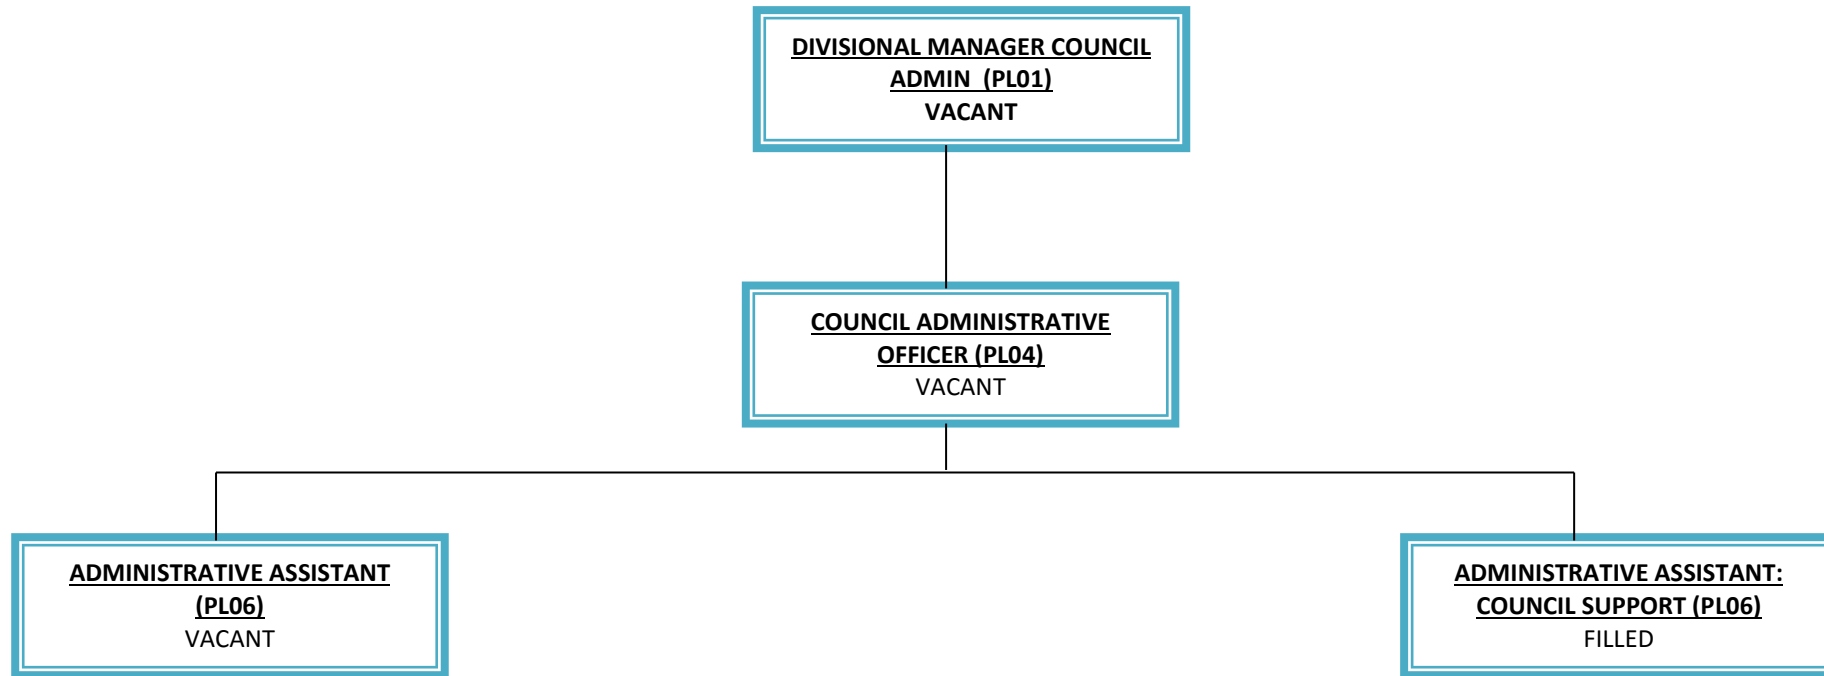 DIVISIONAL MANAGER COUNCIL
ADMIN  (PL01)
VACANT
COUNCIL ADMINISTRATIVE
OFFICER (PL04)
VACANT
ADMINISTRATIVE ASSISTANT
(PL06)
VACANT
ADMINISTRATIVE ASSISTANT:
COUNCIL SUPPORT (PL06)
FILLED